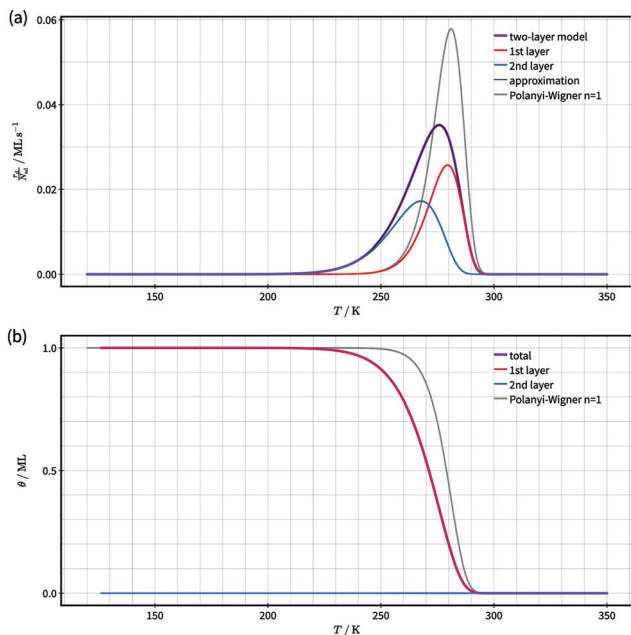 (a)
0.06
0.04
0.02
0.00
/ ML s⁻¹
two-layer model
1st layer
2nd layer
approximation
Polanyi-Wigner n=1
150
200
250
300
350
T / K
(b)
1.0
0.5
0.0
θ / ML
total
1st layer
2nd layer
Polanyi-Wigner n=1
150
200
250
300
350
T / K